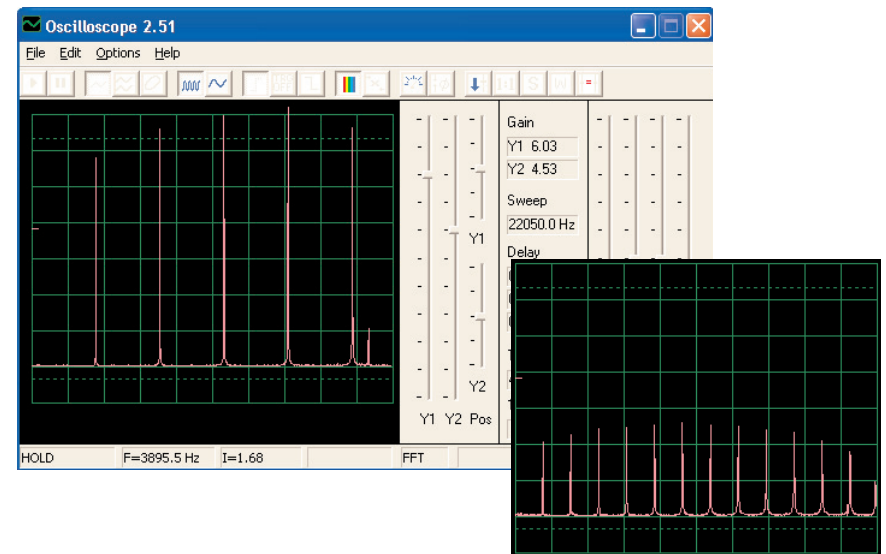 Oscilloscope 2.51
File Edit Options Help
Gain
Y1 6.03
Y2 4.53
Sweep
22050.0 Hz
Y1
Delay
Y2
Y1 Y2 Pos
HOLD F=3895.5 Hz I=1.68 FFT